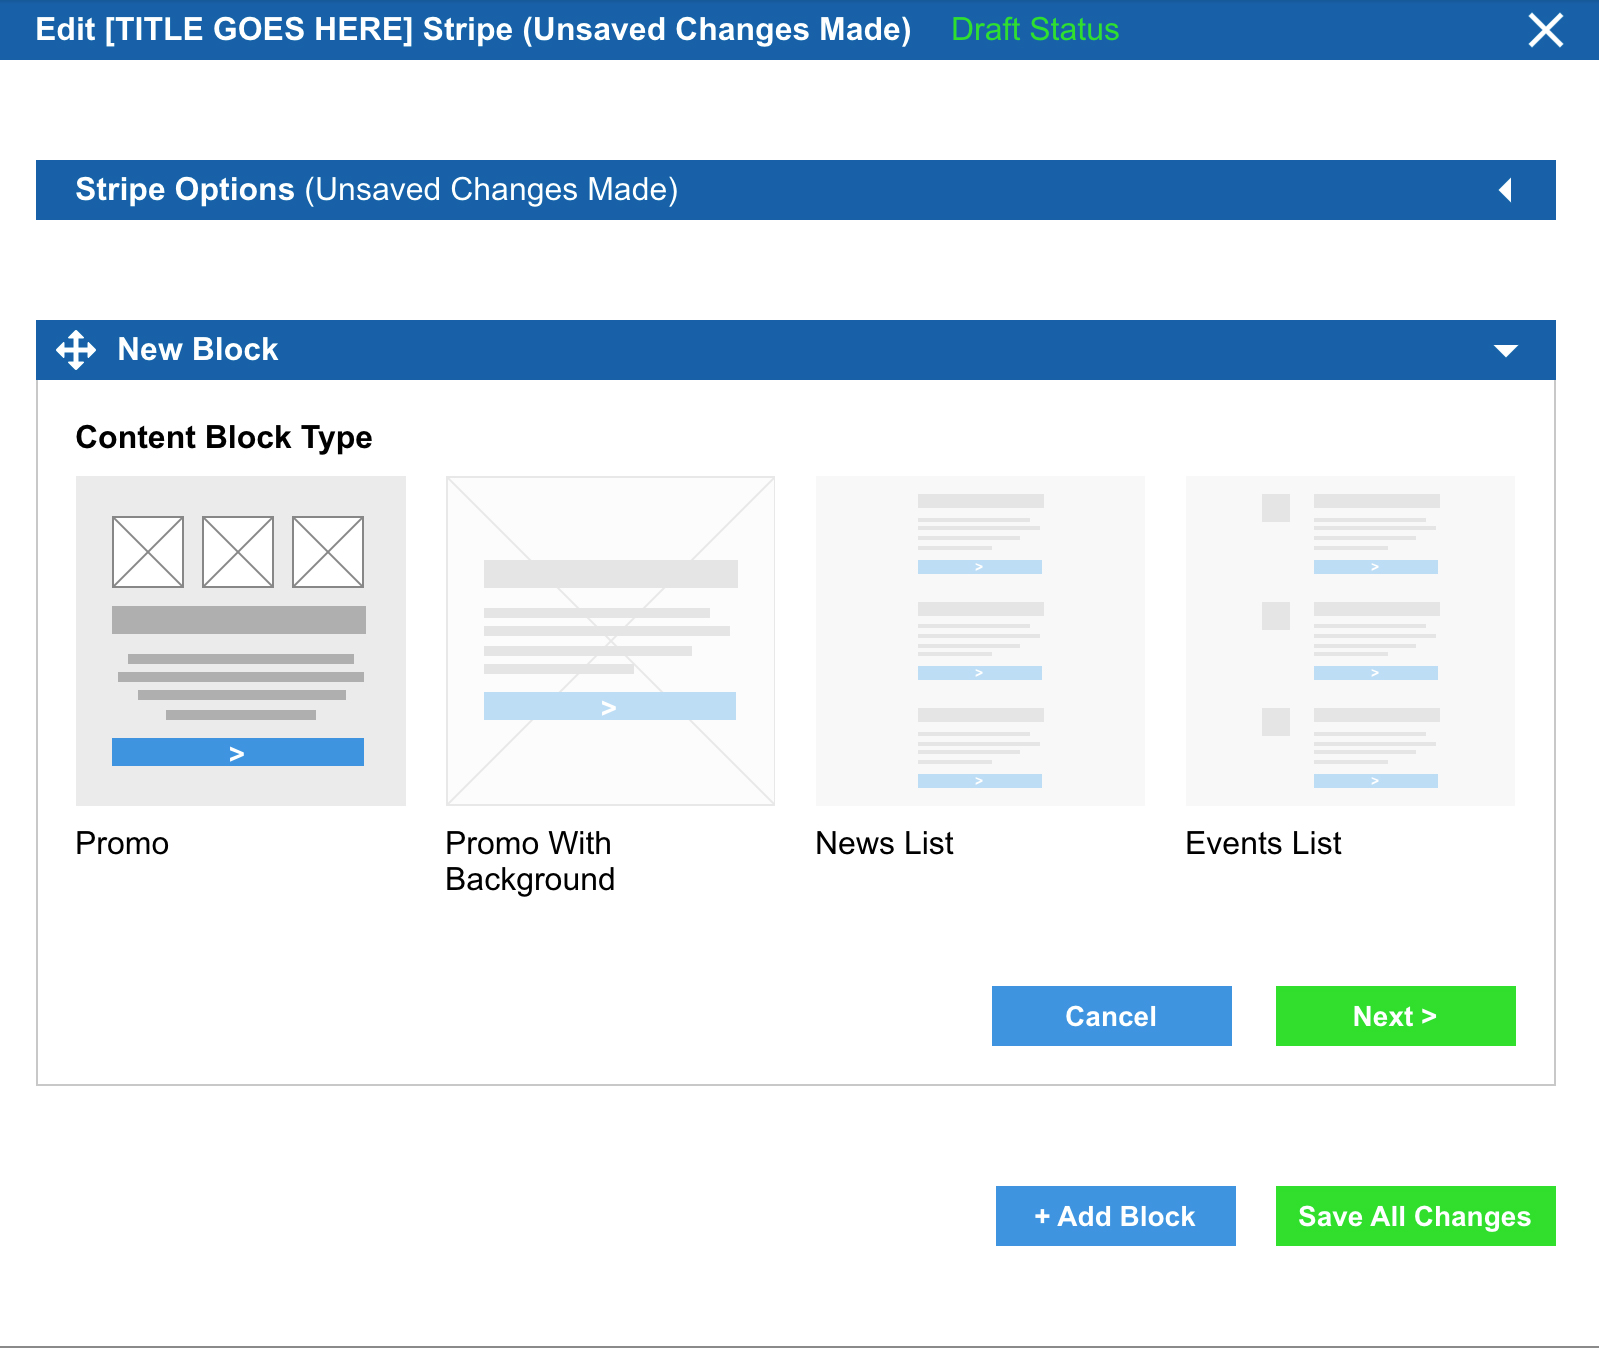 Edit [TITLE GOES HERE] Stripe (Unsaved Changes Made) Draft Status
Stripe Options (Unsaved Changes Made)
New Block
Content Block Type
>
>
>
>
>
>
>
>
Promo
Promo With
Background
News List
Events List
Cancel
Next >
+ Add Block
Save All Changes